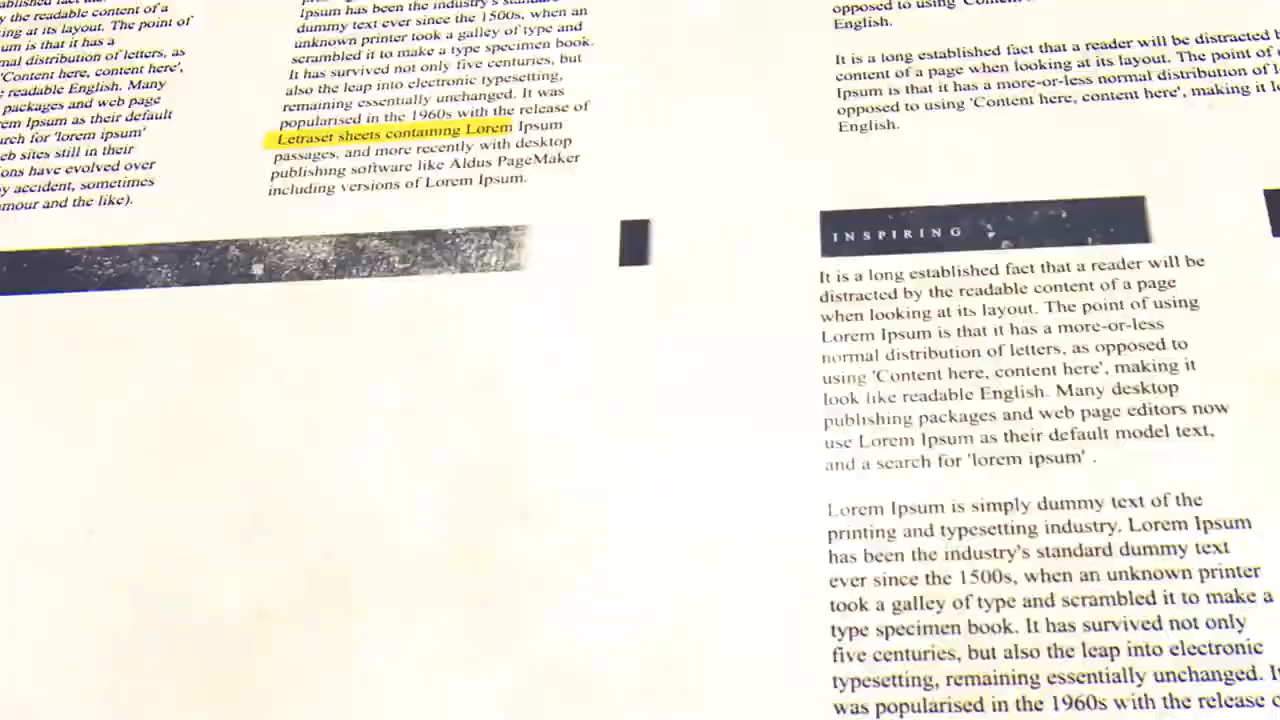 y the readable content of a
ing at its layout. The point of
um is that it has a
mal distribution of letters, as
'Content here, content here',
readable English. Many
packages and web page
em Ipsum as their default
rch for 'lorem ipsum'
eb sites still in their
ons have evolved over
y accident, sometimes
mour and the like).
Ipsum has been the industry's standard
dummy text ever since the 1500s, when an
unknown printer took a galley of type and
scrambled it to make a type specimen book.
It has survived not only five centuries, but
also the leap into electronic typesetting,
remaining essentially unchanged. It was
popularised in the 1960s with the release of
Letraset sheets containing Lorem Ipsum
passages, and more recently with desktop
publishing software like Aldus PageMaker
including versions of Lorem Ipsum.
opposed to using 'Content
English.
It is a long established fact that a reader will be distracted b
content of a page when looking at its layout. The point of
Ipsum is that it has a more-or-less normal distribution of l
opposed to using 'Content here, content here', making it lo
English.
INSPIRING
It is a long established fact that a reader will be
distracted by the readable content of a page
when looking at its layout. The point of using
Lorem Ipsum is that it has a more-or-less
normal distribution of letters, as opposed to
using 'Content here, content here', making it
look like readable English. Many desktop
publishing packages and web page editors now
use Lorem Ipsum as their default model text,
and a search for 'lorem ipsum' .
Lorem Ipsum is simply dummy text of the
printing and typesetting industry. Lorem Ipsum
has been the industry's standard dummy text
ever since the 1500s, when an unknown printer
took a galley of type and scrambled it to make a
type specimen book. It has survived not only
five centuries, but also the leap into electronic
typesetting, remaining essentially unchanged. It
was popularised in the 1960s with the release o